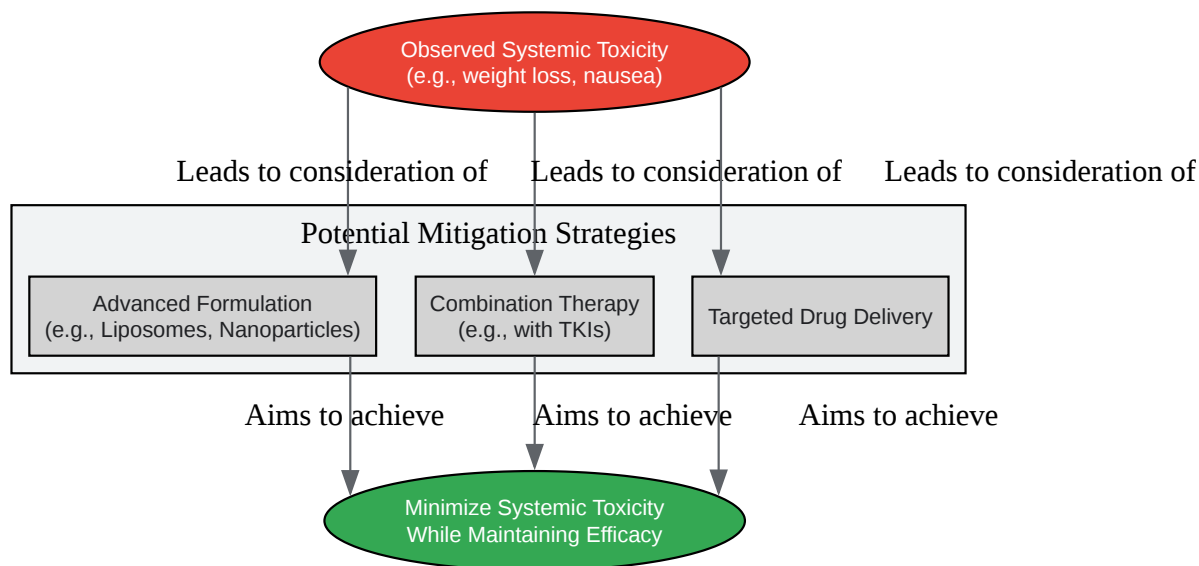 Observed Systemic Toxicity
(e.g., weight loss, nausea)
Leads to consideration of
Leads to consideration of
Leads to consideration of
Potential Mitigation Strategies
Advanced Formulation
(e.g., Liposomes, Nanoparticles)
Combination Therapy
(e.g., with TKIs)
Targeted Drug Delivery
Aims to achieve
Aims to achieve
Aims to achieve
Minimize Systemic Toxicity
While Maintaining Efficacy